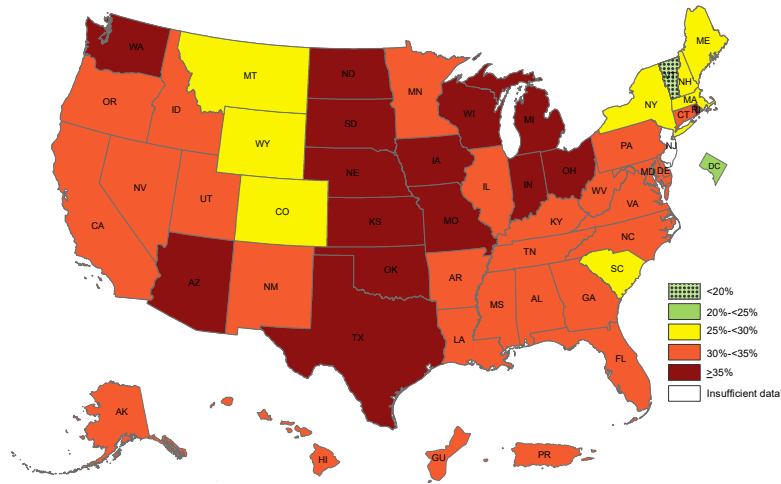 ME
WA
MT
ND
MN
VT
NH
OR
ID
SD
WI
MI
NY
MA
CT
RI
WY
IA
PA
NJ
NE
OH
DC
NV
UT
IL
IN
MD
DE
CO
WV
VA
CA
KS
MO
KY
NC
TN
AZ
NM
OK
AR
SC
MS
AL
GA
TX
LA
FL
<20%
20%-<25%
25%-<30%
30%-<35%
≥35%
Insufficient data
AK
HI
GU
PR